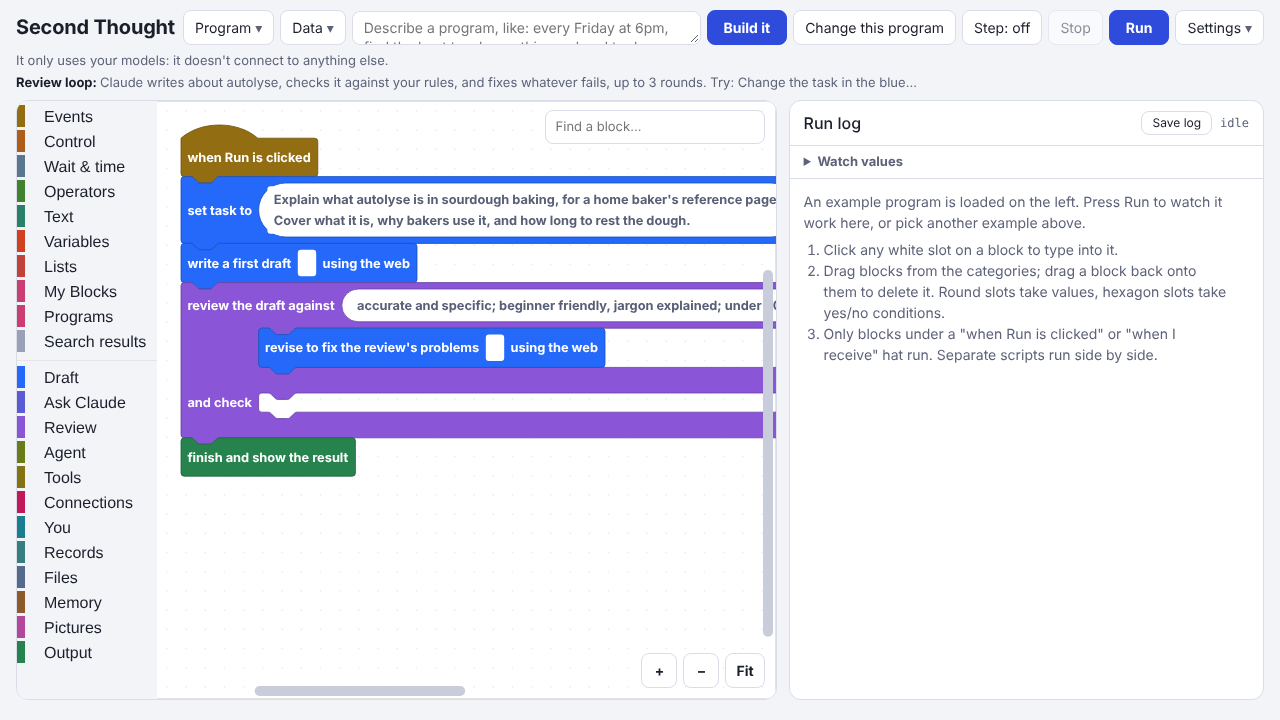 Second Thought
Program ▾
Data ▾
Describe a program, like: every Friday at 6pm,
Build it
Change this program
Step: off
Stop
Run
Settings ▾
It only uses your models: it doesn't connect to anything else.
Review loop: Claude writes about autolyse, checks it against your rules, and fixes whatever fails, up to 3 rounds. Try: Change the task in the blue…
Events
Control
Wait & time
Operators
Text
Variables
Lists
My Blocks
Programs
Search results
Draft
Ask Claude
Review
Agent
Tools
Connections
You
Records
Files
Memory
Pictures
Output
Find a block...
when Run is clicked
set task to
Explain what autolyse is in sourdough baking, for a home baker's reference page
Cover what it is, why bakers use it, and how long to rest the dough.
write a first draft
using the web
review the draft against
accurate and specific; beginner friendly, jargon explained; under
revise to fix the review's problems
using the web
and check
finish and show the result
+
−
Fit
Run log
Save log
idle
Watch values
An example program is loaded on the left. Press Run to watch it
work here, or pick another example above.
1. Click any white slot on a block to type into it.
2. Drag blocks from the categories; drag a block back onto
them to delete it. Round slots take values, hexagon slots take
yes/no conditions.
3. Only blocks under a "when Run is clicked" or "when I
receive" hat run. Separate scripts run side by side.